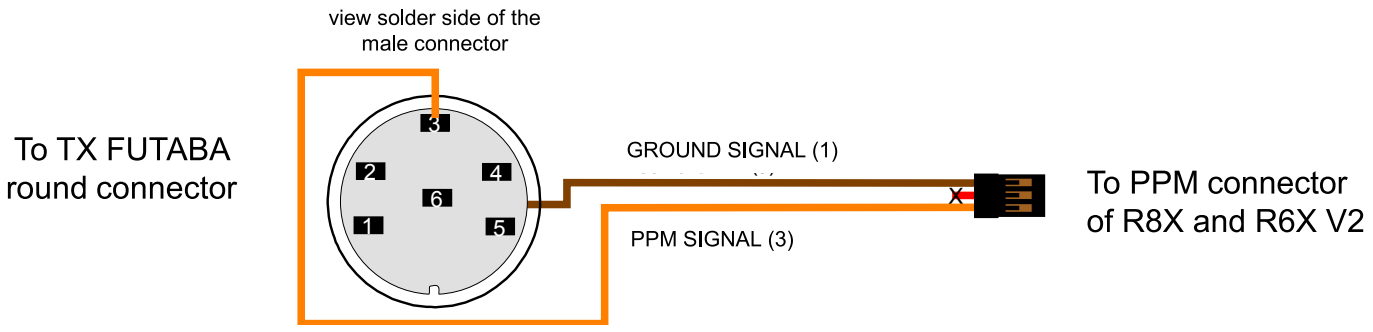 view solder side of the
male connector
To TX FUTABA
round connector
3
2
4
6
1
5
GROUND SIGNAL (1)
X
PPM SIGNAL (3)
To PPM connector
of R8X and R6X V2